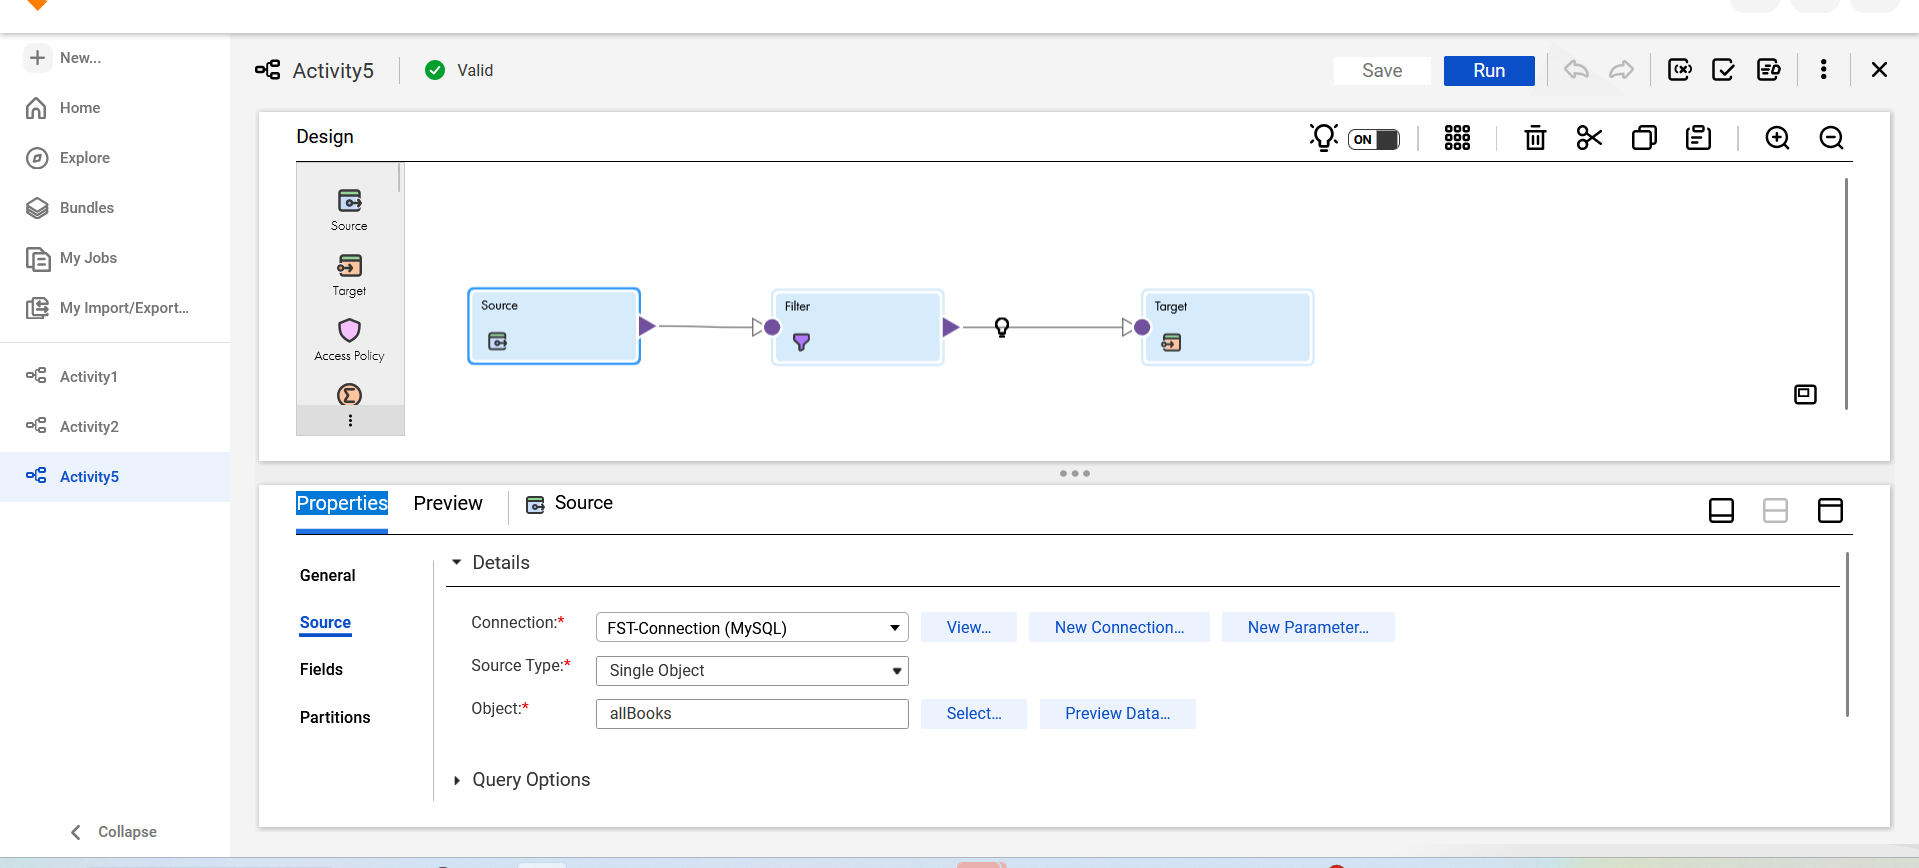 New...
Home
Explore
Bundles
My Jobs
My Import/Export...
Activity1
Activity2
Activity5
Collapse
Activity5
Valid
Save
Run
Design
ON
Source
Target
Access Policy
Source
Filter
Target
Properties
Preview
Source
General
Source
Fields
Partitions
Details
Connection:*
FST-Connection (MySQL)
View...
New Connection...
New Parameter...
Source Type:*
Single Object
Object:*
allBooks
Select...
Preview Data...
Query Options